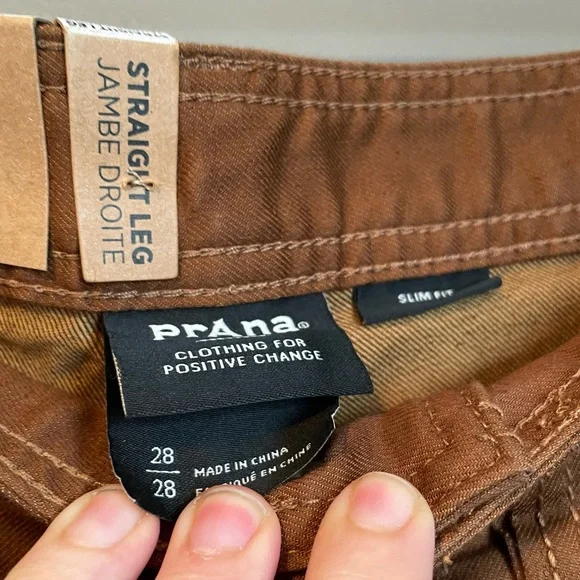 STRAIGHT LEG
JAMBE DROITE
prAna®
CLOTHING FOR
POSITIVE CHANGE
SLIM FIT
28
28
MADE IN CHINA
FABRIQUÉ EN CHINE